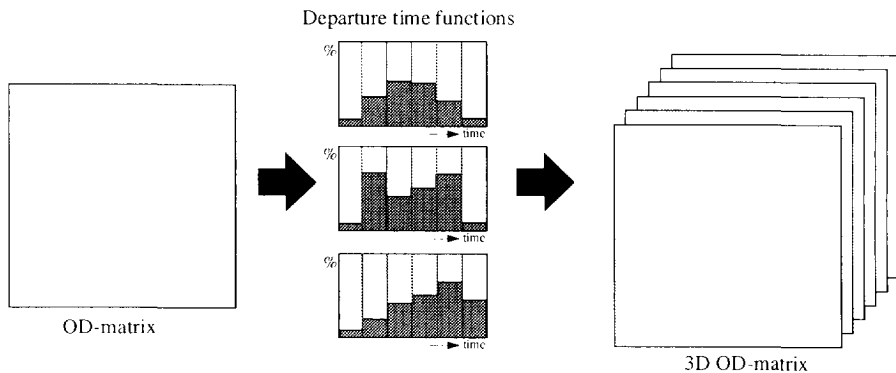 Departure time functions
%
time
%
time
%
time
OD-matrix
3D OD-matrix